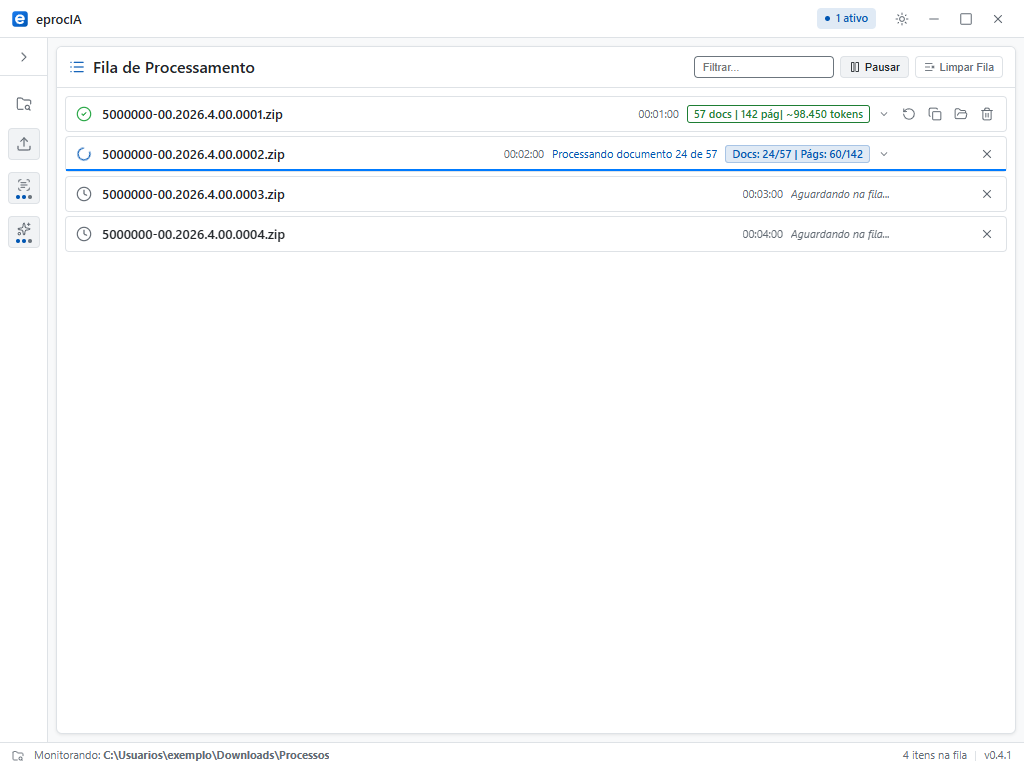 eprocIA
1 ativo
Fila de Processamento
Filtrar...
Pausar
Limpar Fila
5000000-00.2026.4.00.0001.zip
00:01:00
57 docs | 142 pág| ~98.450 tokens
5000000-00.2026.4.00.0002.zip
00:02:00
Processando documento 24 de 57
Docs: 24/57 | Págs: 60/142
5000000-00.2026.4.00.0003.zip
00:03:00
Aguardando na fila...
5000000-00.2026.4.00.0004.zip
00:04:00
Aguardando na fila...
Monitorando: C:\Usuarios\exemplo\Downloads\Processos
4 itens na fila
v0.4.1